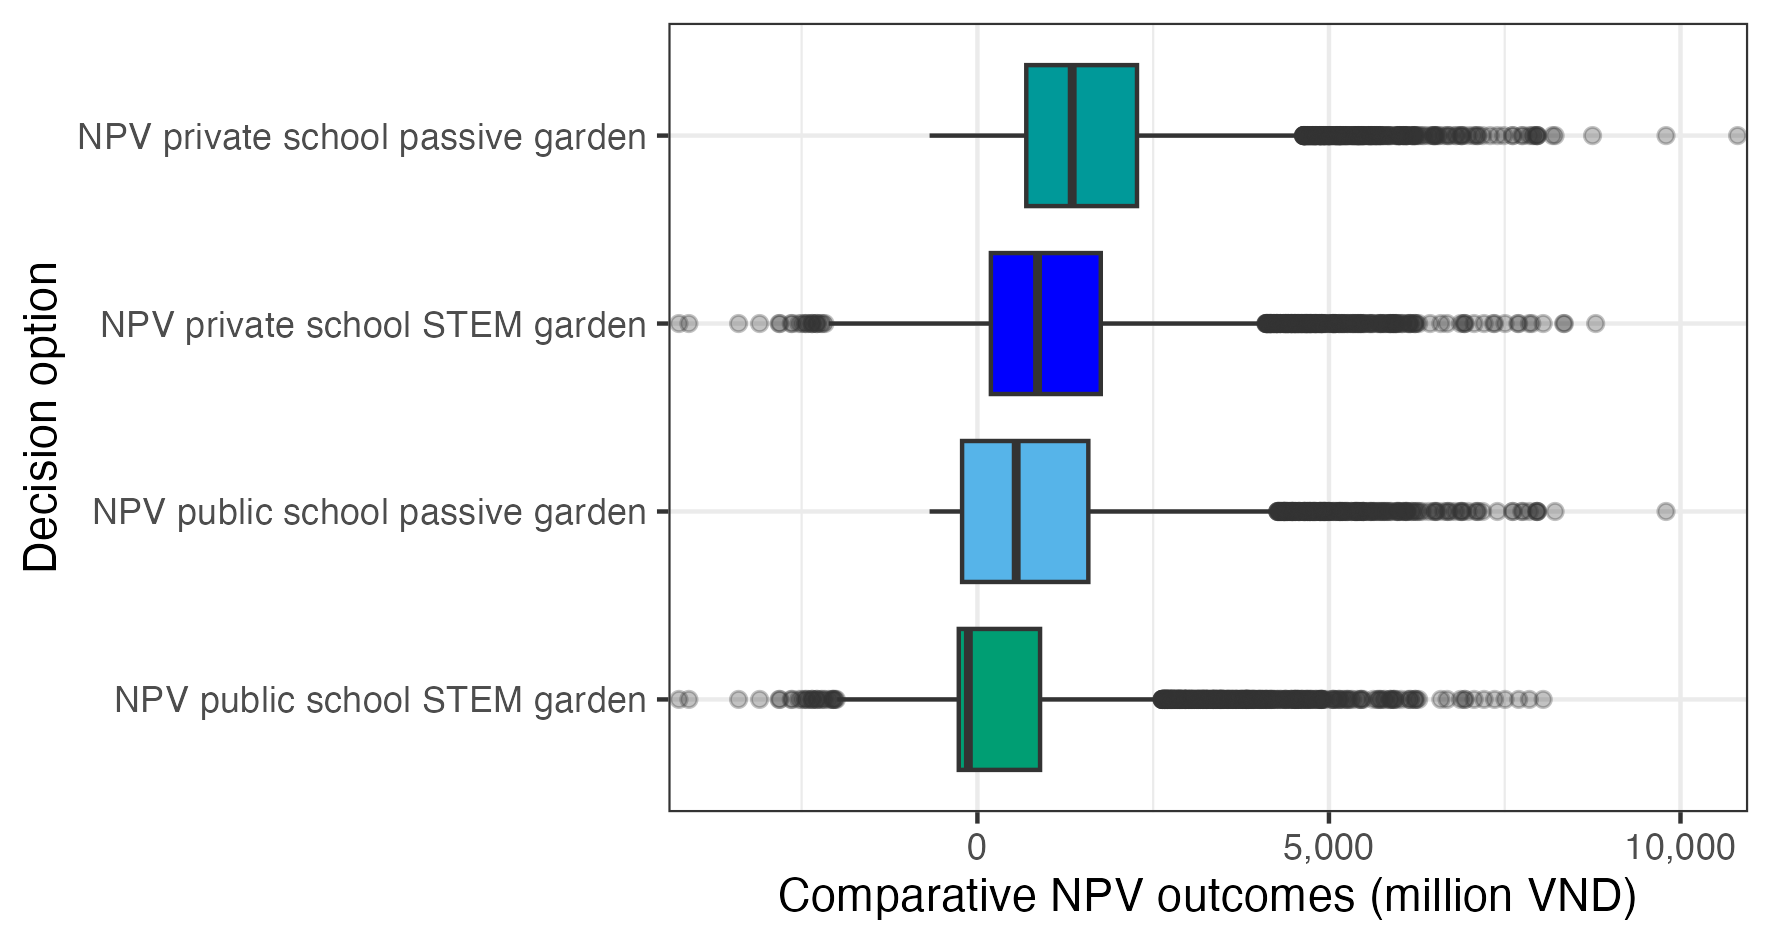 Decision option
NPV private school passive garden
NPV private school STEM garden
NPV public school passive garden
NPV public school STEM garden
0 5,000 10,000
Comparative NPV outcomes (million VND)